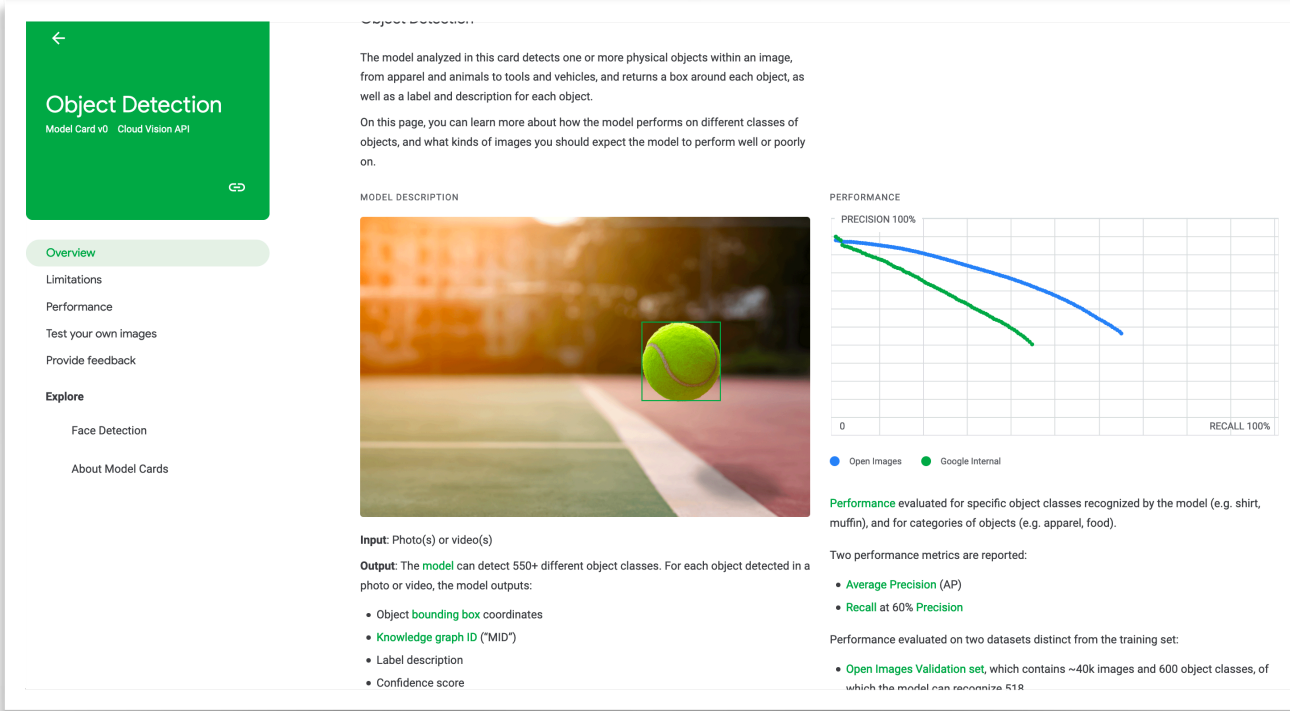 Object Detection
Model Card v0 Cloud Vision API
Overview
Limitations
Performance
Test your own images
Provide feedback
Explore
Face Detection
About Model Cards
Object Detection
The model analyzed in this card detects one or more physical objects within an image,
from apparel and animals to tools and vehicles, and returns a box around each object, as
well as a label and description for each object.
On this page, you can learn more about how the model performs on different classes of
objects, and what kinds of images you should expect the model to perform well or poorly
on.
MODEL DESCRIPTION
Input: Photo(s) or video(s)
Output: The model can detect 550+ different object classes. For each object detected in a
photo or video, the model outputs:
• Object bounding box coordinates
• Knowledge graph ID (“MID”)
• Label description
• Confidence score
PERFORMANCE
PRECISION 100%
0
RECALL 100%
Open Images
Google Internal
Performance evaluated for specific object classes recognized by the model (e.g. shirt,
muffin), and for categories of objects (e.g. apparel, food).
Two performance metrics are reported:
• Average Precision (AP)
• Recall at 60% Precision
Performance evaluated on two datasets distinct from the training set:
• Open Images Validation set, which contains ~40k images and 600 object classes, of
which the model can recognize 518